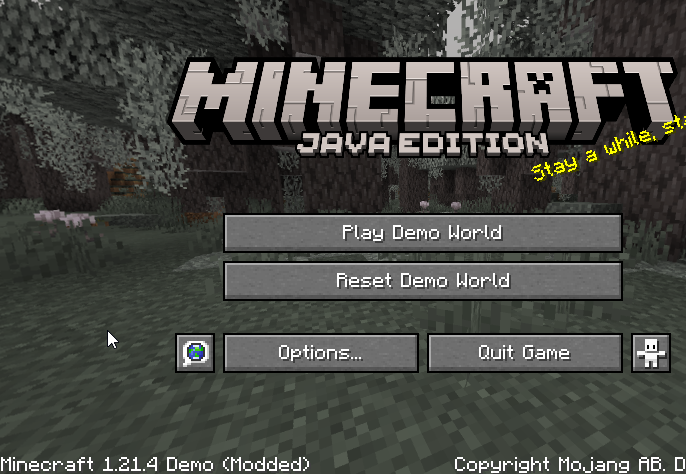 MINECRAFT
JAVA EDITION
Stay a while,
Play Demo World
Reset Demo World
Options...
Quit Game
Minecraft 1.21.4 Demo (Modded)
Copyright Mojang AB.